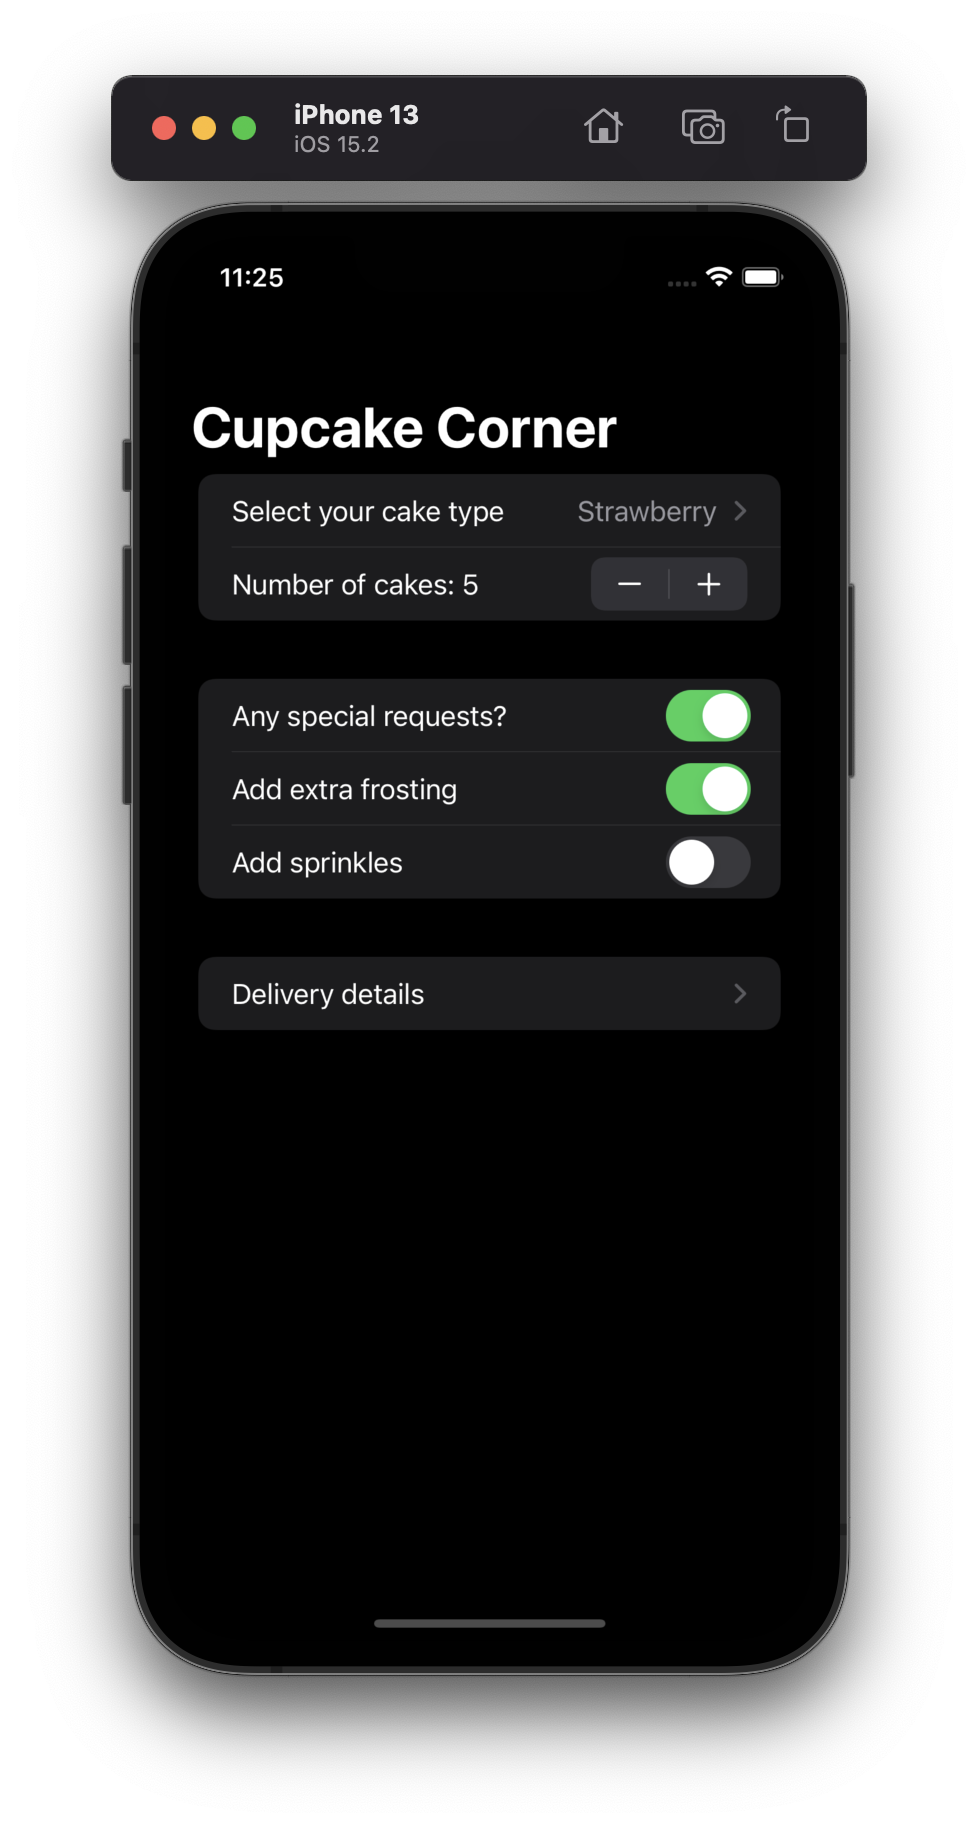 iPhone 13
iOS 15.2
11:25
Cupcake Corner
Select your cake type Strawberry
Number of cakes: 5
Any special requests?
Add extra frosting
Add sprinkles
Delivery details